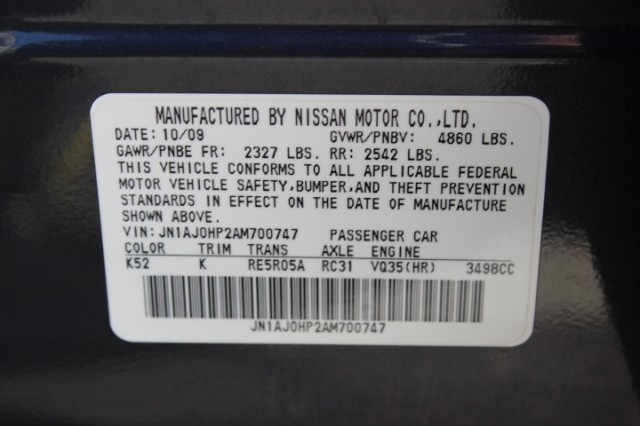 MANUFACTURED BY NISSAN MOTOR CO.,LTD.
DATE: 10/09 GVWR/PNBV: 4860 LBS.
GAWR/PNBE FR: 2327 LBS. RR: 2542 LBS.
THIS VEHICLE CONFORMS TO ALL APPLICABLE FEDERAL
MOTOR VEHICLE SAFETY,BUMPER,AND THEFT PREVENTION
STANDARDS IN EFFECT ON THE DATE OF MANUFACTURE
SHOWN ABOVE.
VIN: JN1AJ0HP2AM700747 PASSENGER CAR
COLOR TRIM TRANS AXLE ENGINE
K52 K RE5R05A RC31 VQ35(HR) 3498CC
JN1AJ0HP2AM700747